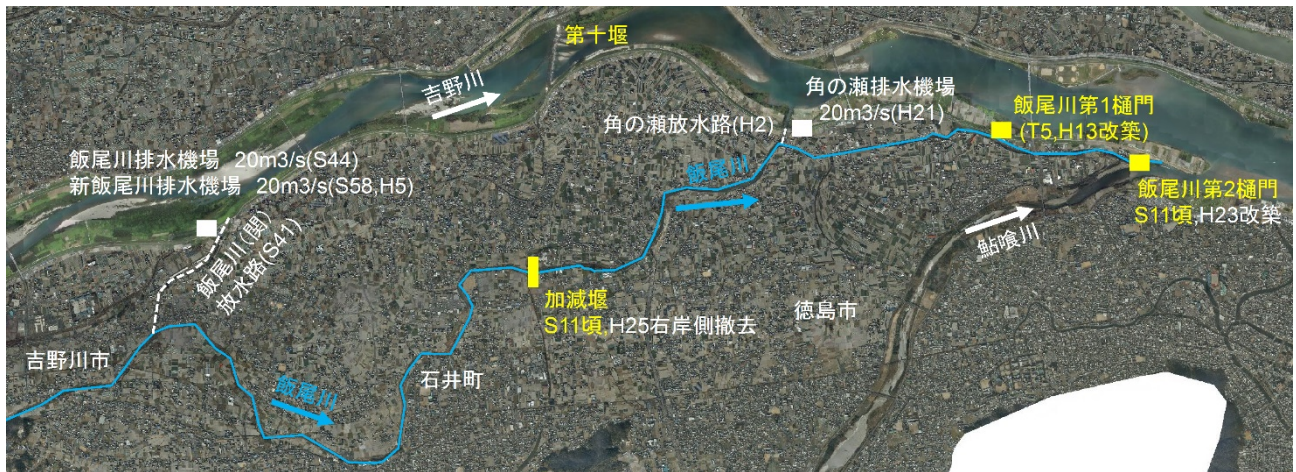 第十堰
吉野川
角の瀬排水機場
20m3/s(H21)
角の瀬放水路(H2)
飯尾川第1樋門
(T5,H13改築)
飯尾川排水機場 20m3/s(S44)
新飯尾川排水機場 20m3/s(S58,H5)
飯尾川
飯尾川第2樋門
S11頃,H23改築
飯尾川(関)
放水路(S41)
鮎喰川
加減堰
S11頃,H25右岸側撤去
徳島市
吉野川市
石井町
飯尾川